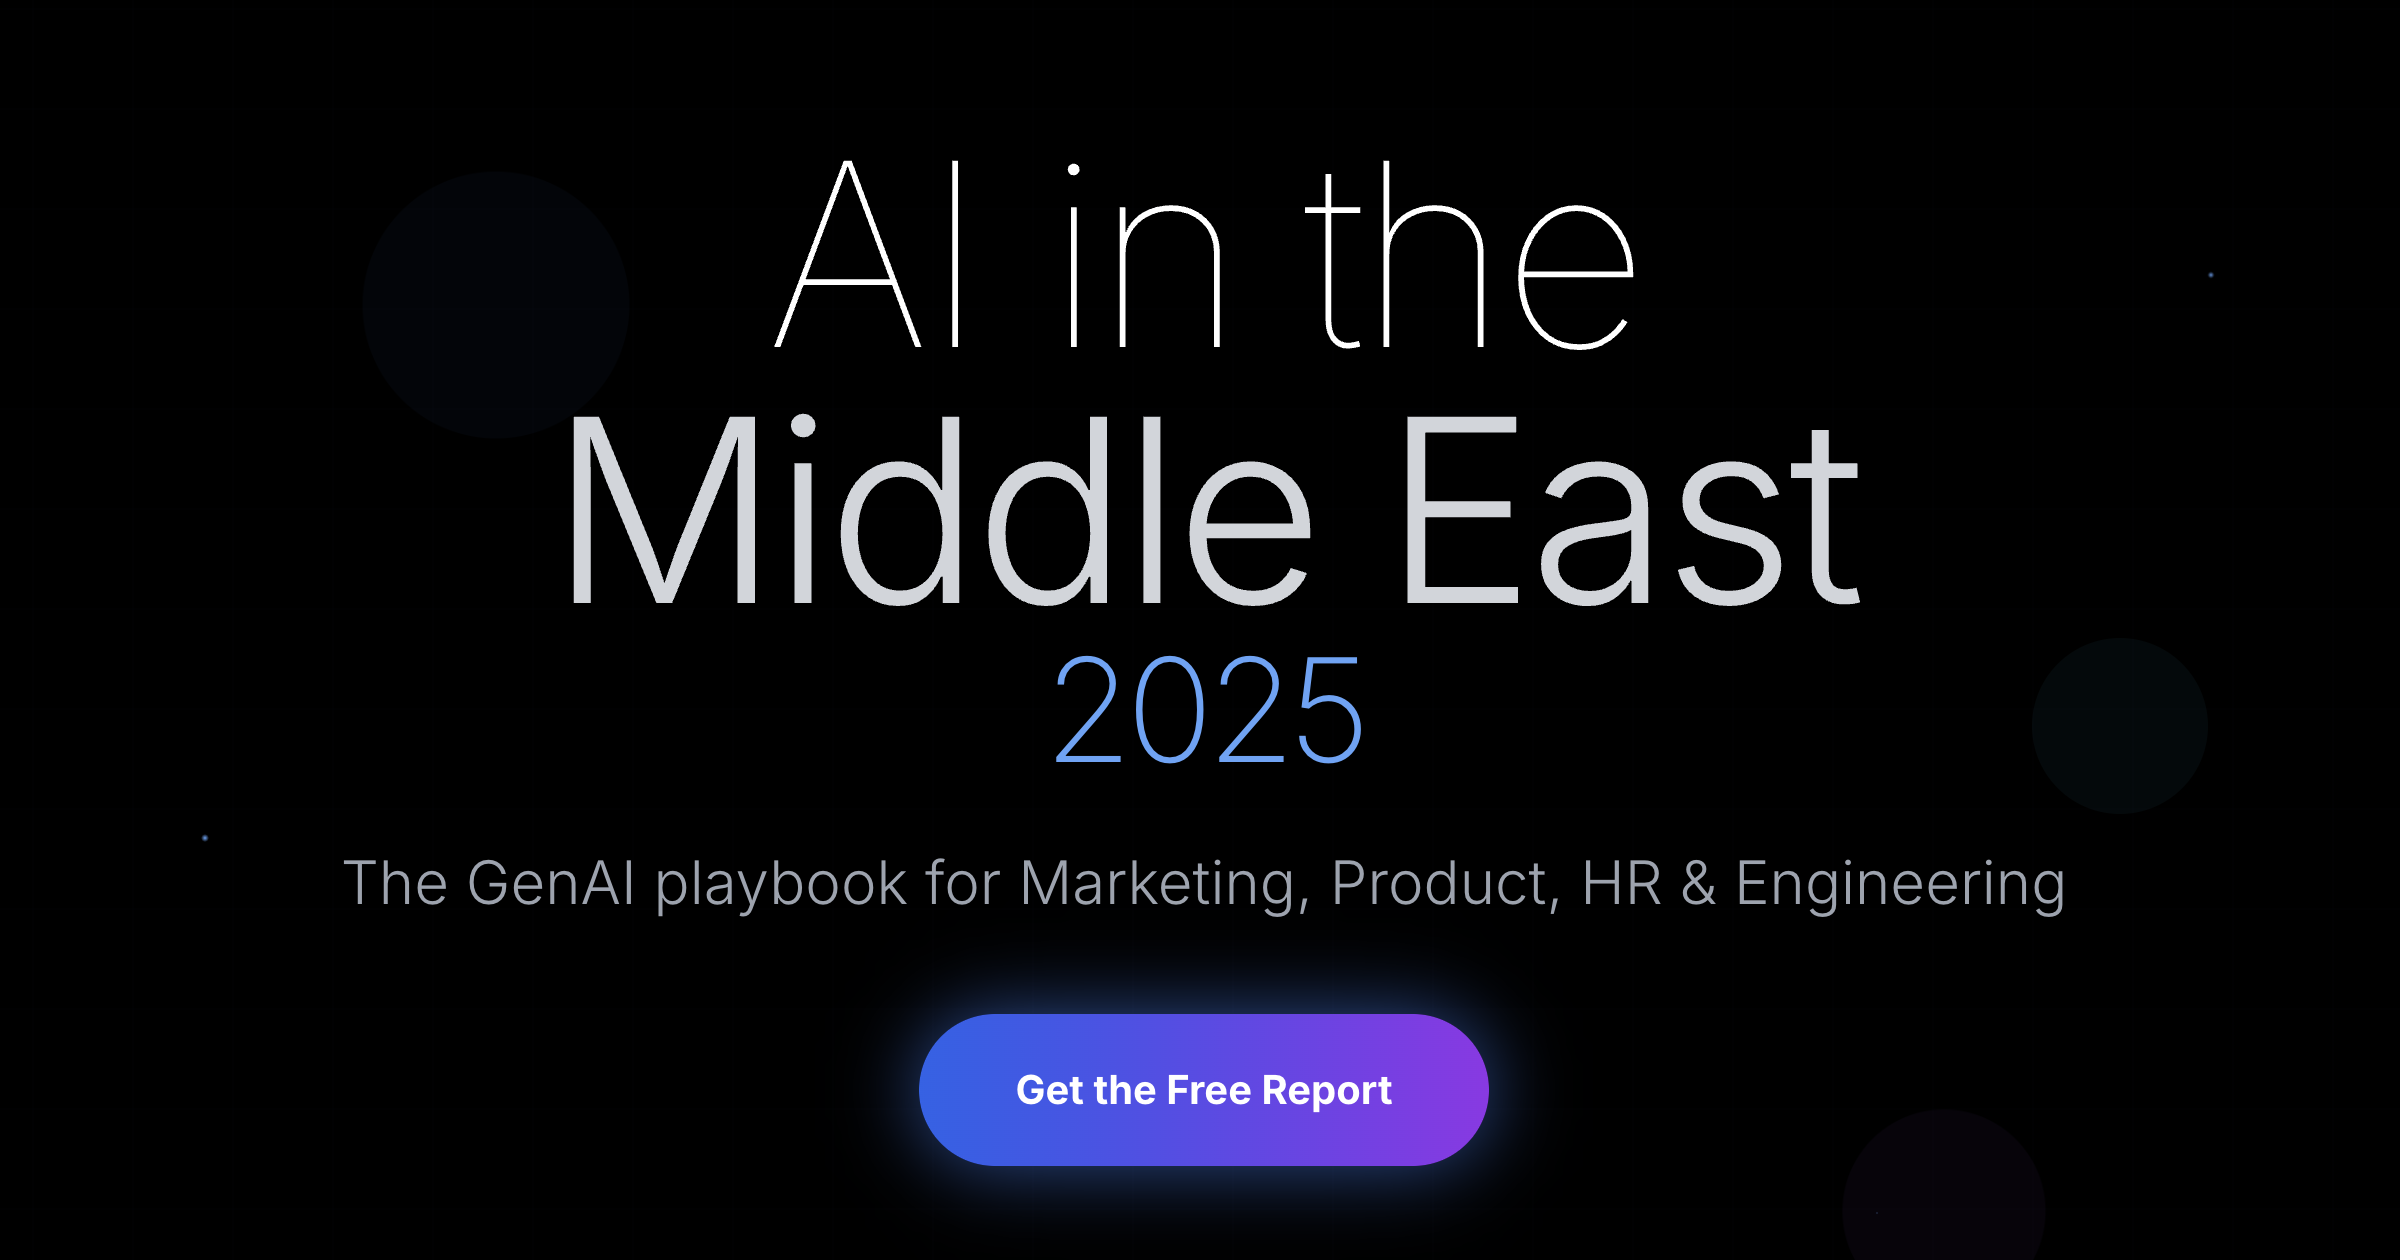 AI in the
Middle East
2025
The GenAI playbook for Marketing, Product, HR & Engineering
Get the Free Report